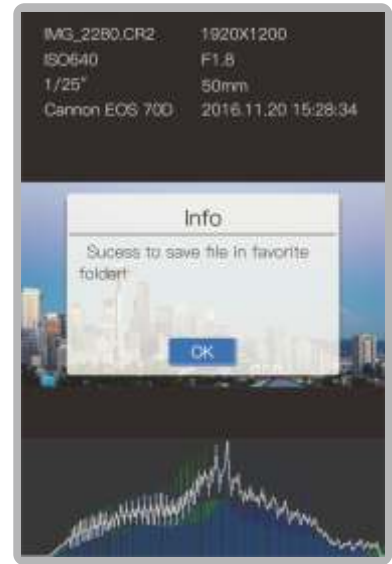 IMG_2280.CR2 1920X1200
ISO640 F1.8
1/25" 50mm
Cannon EOS 70D 2016.11.20 15:28:34
Info
Sucess to save file in favorite
folder!
OK